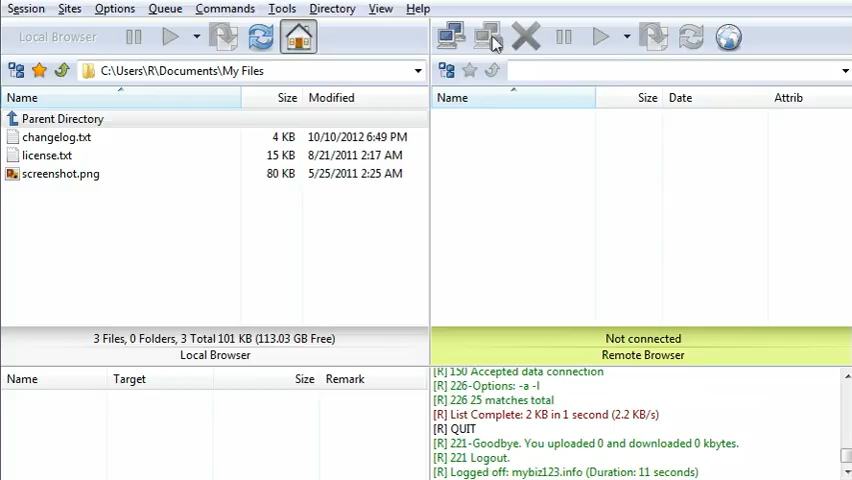 Session Sites Options Queue Commands Tools Directory View Help
Local Browser
C:\Users\R\Documents\My Files
Name Size Modified
Parent Directory
changelog.txt 4 KB 10/10/2012 6:49 PM
license.txt 15 KB 8/21/2011 2:17 AM
screenshot.png 80 KB 5/25/2011 2:25 AM
3 Files, 0 Folders, 3 Total 101 KB (113.03 GB Free)
Local Browser
Name Target Size Remark
Name Size Date Attrib
Not connected
Remote Browser
[R] 150 Accepted data connection
[R] 226-Options: -a -l
[R] 226 25 matches total
[R] List Complete: 2 KB in 1 second (2.2 KB/s)
[R] QUIT
[R] 221-Goodbye. You uploaded 0 and downloaded 0 kbytes.
[R] 221 Logout.
[R] Logged off: mybiz123.info (Duration: 11 seconds)